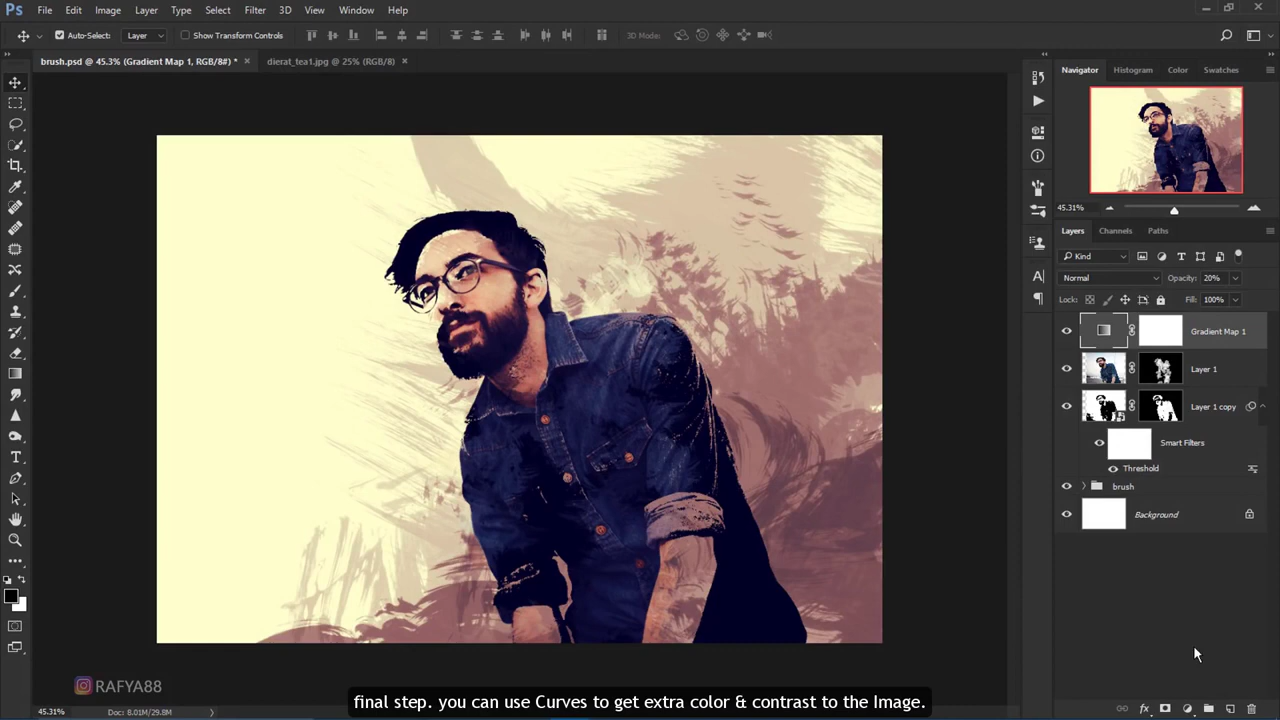 Ps File Edit Image Layer Type Select Filter 3D View Window Help
Auto-Select: Layer Show Transform Controls 3D Mode:
brush.psd @ 45.3% (Gradient Map 1, RGB/8#) * × dierat_tea1.jpg @ 25% (RGB/8) ×
Navigator Histogram Color Swatches
45.31%
Layers Channels Paths
Kind
Normal Opacity: 20%
Lock: Fill: 100%
Gradient Map 1
Layer 1
Layer 1 copy
Smart Filters
Threshold
brush
Background
RAFYA88
final step. you can use Curves to get extra color & contrast to the Image.
45.31% Doc: 8.01M/29.8M